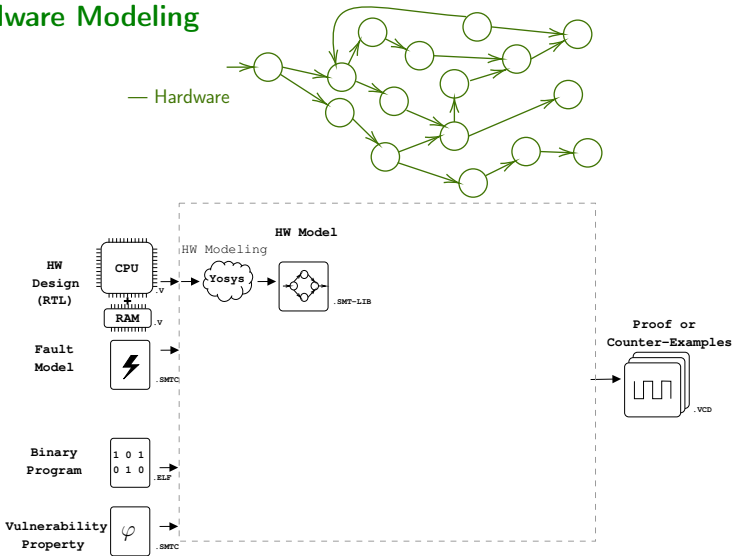 dware Modeling
— Hardware
HW Model
HW Modeling
HW
Design
(RTL)
CPU
.V
+
RAM
.V
Yosys
.SMT-LIB
Fault
Model
.SMTC
Proof or
Counter-Examples
.VCD
Binary
Program
1 0 1
0 1 0
.ELF
Vulnerability
Property
φ
.SMTC